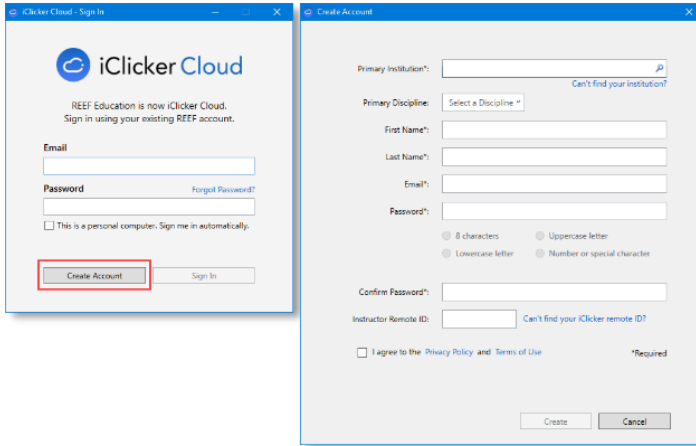 iClicker Cloud - Sign In
iClicker Cloud
REEF Education is now iClicker Cloud.
Sign in using your existing REEF account.
Email
Password Forgot Password?
This is a personal computer. Sign me in automatically.
Create Account Sign In
Create Account
Primary Institution*:
Can't find your institution?
Primary Discipline: Select a Discipline
First Name*:
Last Name*:
Email*:
Password*:
8 characters Uppercase letter
Lowercase letter Number or special character
Confirm Password*:
Instructor Remote ID: Can't find your iClicker remote ID?
I agree to the Privacy Policy and Terms of Use *Required
Create Cancel